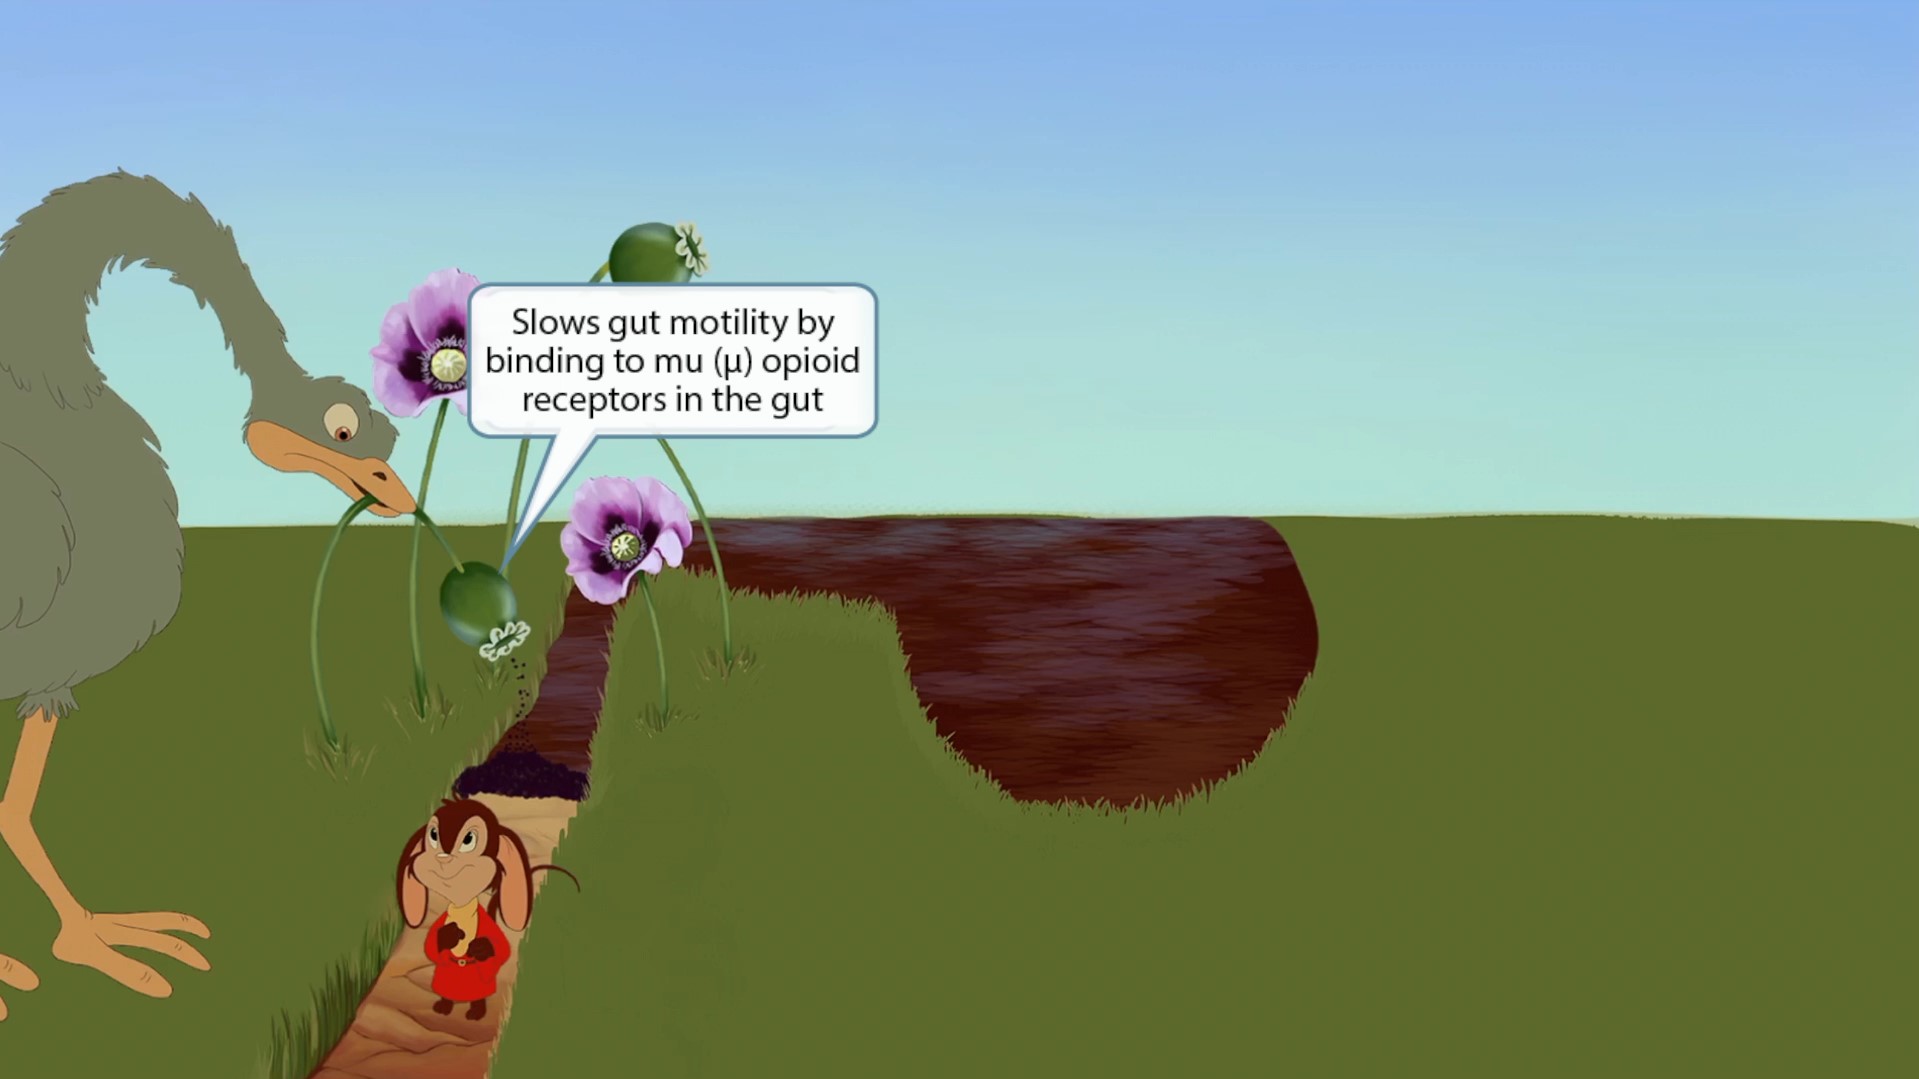 Slows gut motility by
binding to mu (µ) opioid
receptors in the gut